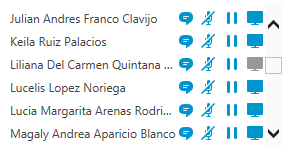 Julian Andres Franco Clavijo
Keila Ruiz Palacios
Liliana Del Carmen Quintana ...
Lucelis Lopez Noriega
Lucía Margarita Arenas Rodri...
Magaly Andrea Aparicio Blanco